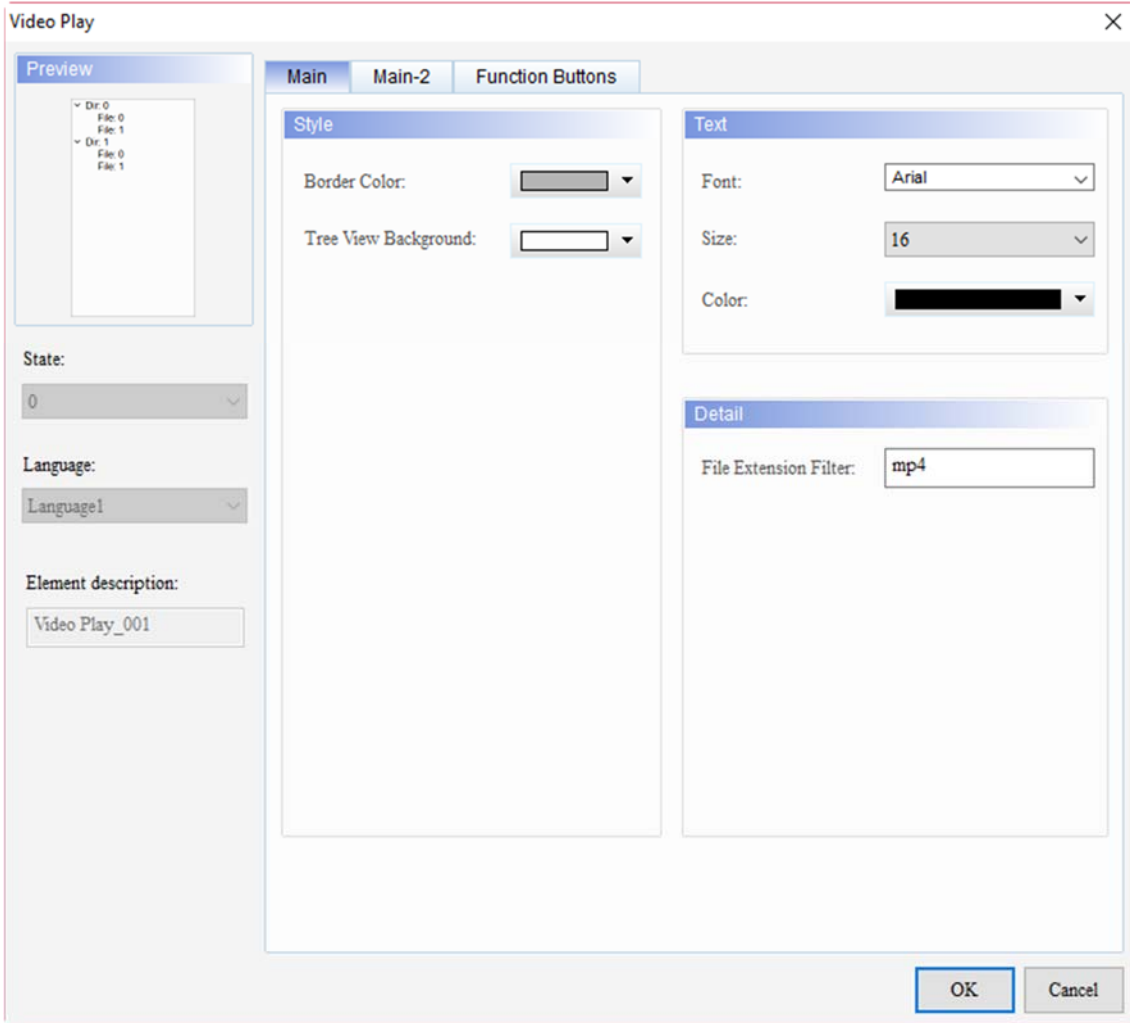 Video Play
Preview
Dir: 0
File: 0
File: 1
Dir: 1
File: 0
File: 1
State:
0
Language:
Language1
Element description:
Video Play_001
Main Main-2 Function Buttons
Style
Border Color:
Tree View Background:
Text
Font: Arial
Size: 16
Color:
Detail
File Extension Filter: mp4
OK Cancel